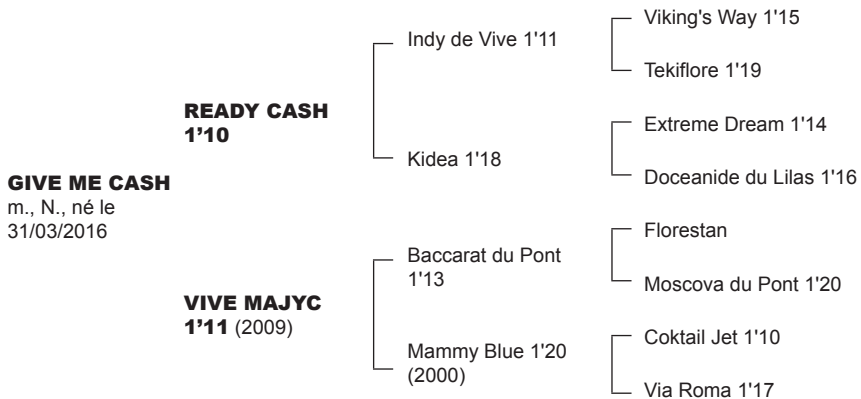 GIVE ME CASH
m., N., né le
31/03/2016
READY CASH
1’10
VIVE MAJYC
1’11 (2009)
Indy de Vive 1'11
Kidea 1'18
Baccarat du Pont
1'13
Mammy Blue 1'20
(2000)
Viking's Way 1'15
Tekiflore 1'19
Extreme Dream 1'14
Doceanide du Lilas 1'16
Florestan
Moscova du Pont 1'20
Coktail Jet 1'10
Via Roma 1'17